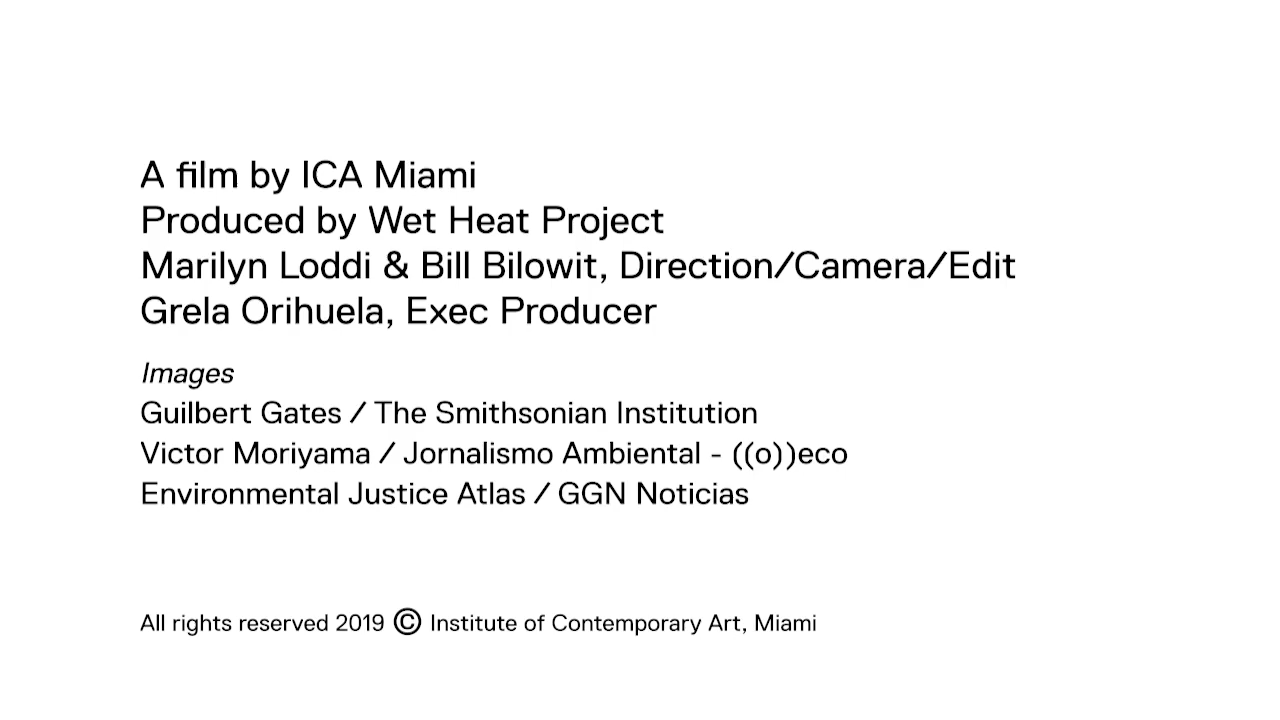 A film by ICA Miami
Produced by Wet Heat Project
Marilyn Loddi & Bill Bilowit, Direction/Camera/Edit
Grela Orihuela, Exec Producer
Images
Guilbert Gates / The Smithsonian Institution
Victor Moriyama / Jornalismo Ambiental - ((o))eco
Environmental Justice Atlas / GGN Noticias
All rights reserved 2019 © Institute of Contemporary Art, Miami